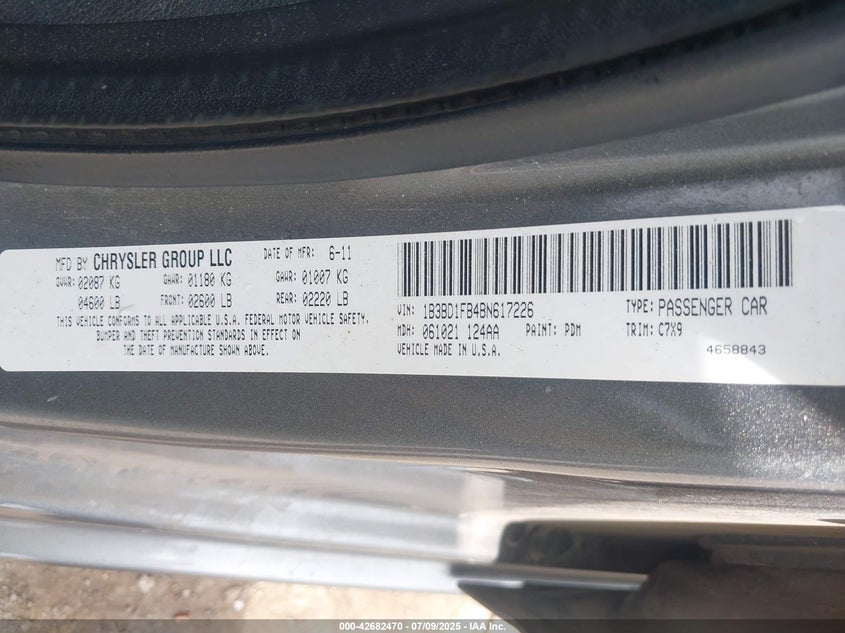 MFD BY CHRYSLER GROUP LLC DATE OF MFR: 6-11
GVWR: 02087 KG GAWR: 01180 KG GAWR: 01007 KG
04600 LB FRONT: 02600 LB REAR: 02220 LB
THIS VEHICLE CONFORMS TO ALL APPLICABLE U.S.A. FEDERAL MOTOR VEHICLE SAFETY,
BUMPER AND THEFT PREVENTION STANDARDS IN EFFECT ON
THE DATE OF MANUFACTURE SHOWN ABOVE.
VIN: 1B3BD1FB4BN617226 TYPE: PASSENGER CAR
MDH: 061021 124AA PAINT: PDM TRIM: C7X9
VEHICLE MADE IN U.S.A. 4658843
000-42682470 | 07/09/2025 | IAA Inc.